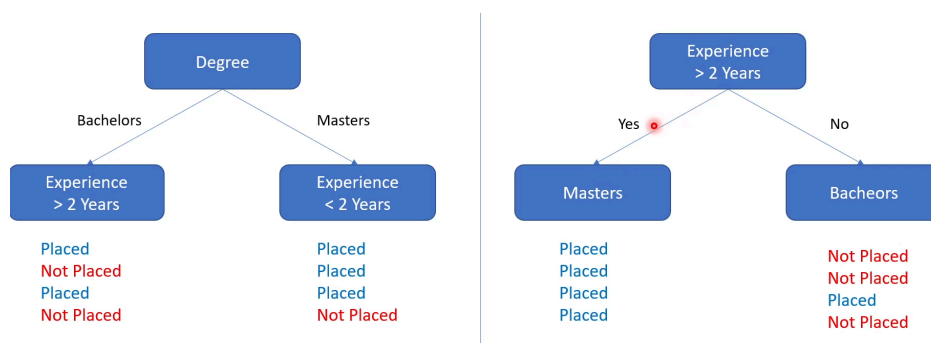 Degree
Bachelors
Masters
Experience
> 2 Years
Experience
< 2 Years
Placed
Not Placed
Placed
Not Placed
Placed
Placed
Placed
Not Placed
Experience
> 2 Years
Yes
No
Masters
Bacheors
Placed
Placed
Placed
Placed
Not Placed
Not Placed
Placed
Not Placed